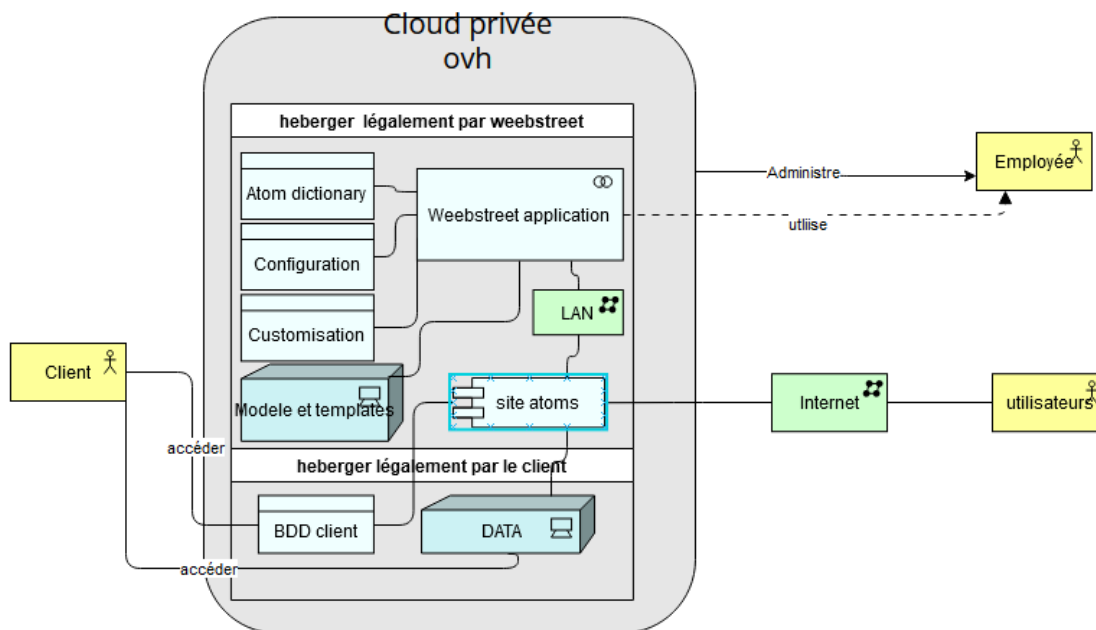 Cloud privée
ovh
heberger légalement par weebstreet
Atom dictionary
Weebstreet application
Configuration
Customisation
LAN
Modele et templates
site atoms
Administre
Employée
utliise
Client
accéder
Internet
utilisateurs
heberger légalement par le client
BDD client
DATA
accéder